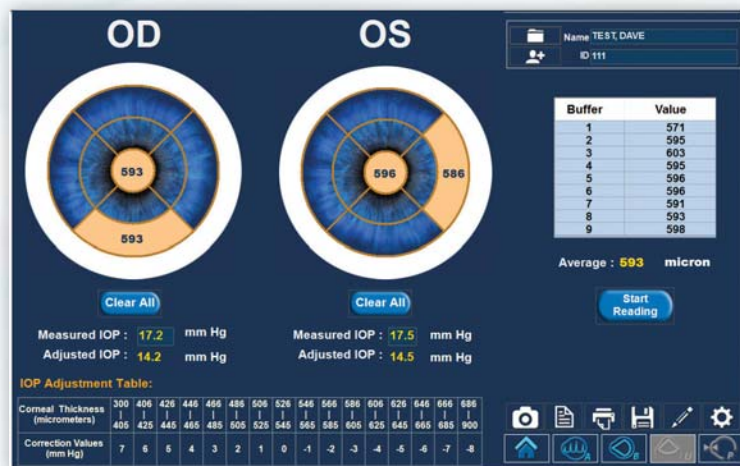 OD
OS
Name TEST, DAVE
ID 111
593
593
596
586
Buffer Value
1 571
2 595
3 603
4 595
5 596
6 596
7 591
8 593
9 598
Average : 593 micron
Clear All
Clear All
Start
Reading
Measured IOP : 17.2 mm Hg
Adjusted IOP : 14.2 mm Hg
Measured IOP : 17.5 mm Hg
Adjusted IOP : 14.5 mm Hg
IOP Adjustment Table:
Corneal Thickness (micrometers) 300 | 405 406 | 425 426 | 445 446 | 465 466 | 485 486 | 505 506 | 525 526 | 545 546 | 565 566 | 585 586 | 605 606 | 625 626 | 645 646 | 665 666 | 685 686 | 900
Correction Values (mm Hg) 7 6 5 4 3 2 1 0 -1 -2 -3 -4 -5 -6 -7 -8
A
B
U
P